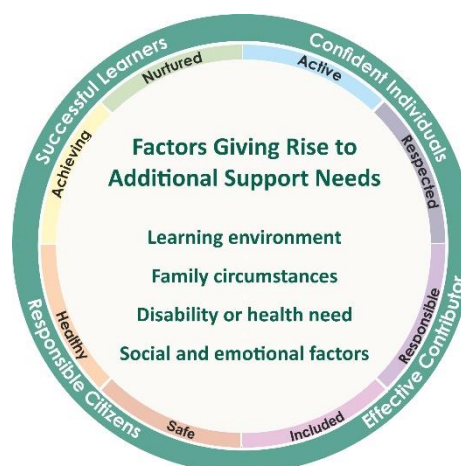 Successful Learners
Confident Individuals
Nurtured
Active
Achieving
Respected
Factors Giving Rise to
Additional Support Needs
Learning environment
Family circumstances
Disability or health need
Social and emotional factors
Healthy
Responsible
Safe
Included
Responsible Citizens
Effective Contributor